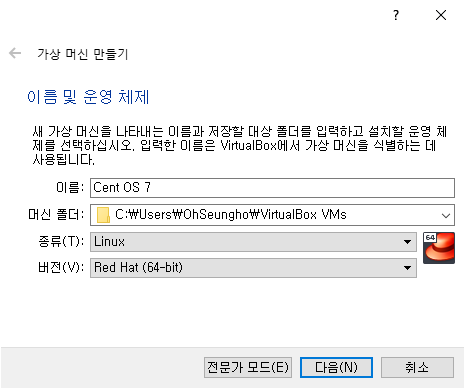 ?
가상 머신 만들기
이름 및 운영 체제
새 가상 머신을 나타내는 이름과 저장할 대상 폴더를 입력하고 설치할 운영 체
제를 선택하십시오. 입력한 이름은 VirtualBox에서 가상 머신을 식별하는 데
사용됩니다.
이름: Cent OS 7
머신 폴더: C:₩Users₩OhSeungho₩VirtualBox VMs
종류(T): Linux
64
버전(V): Red Hat (64-bit)
전문가 모드(E) 다음(N) 취소